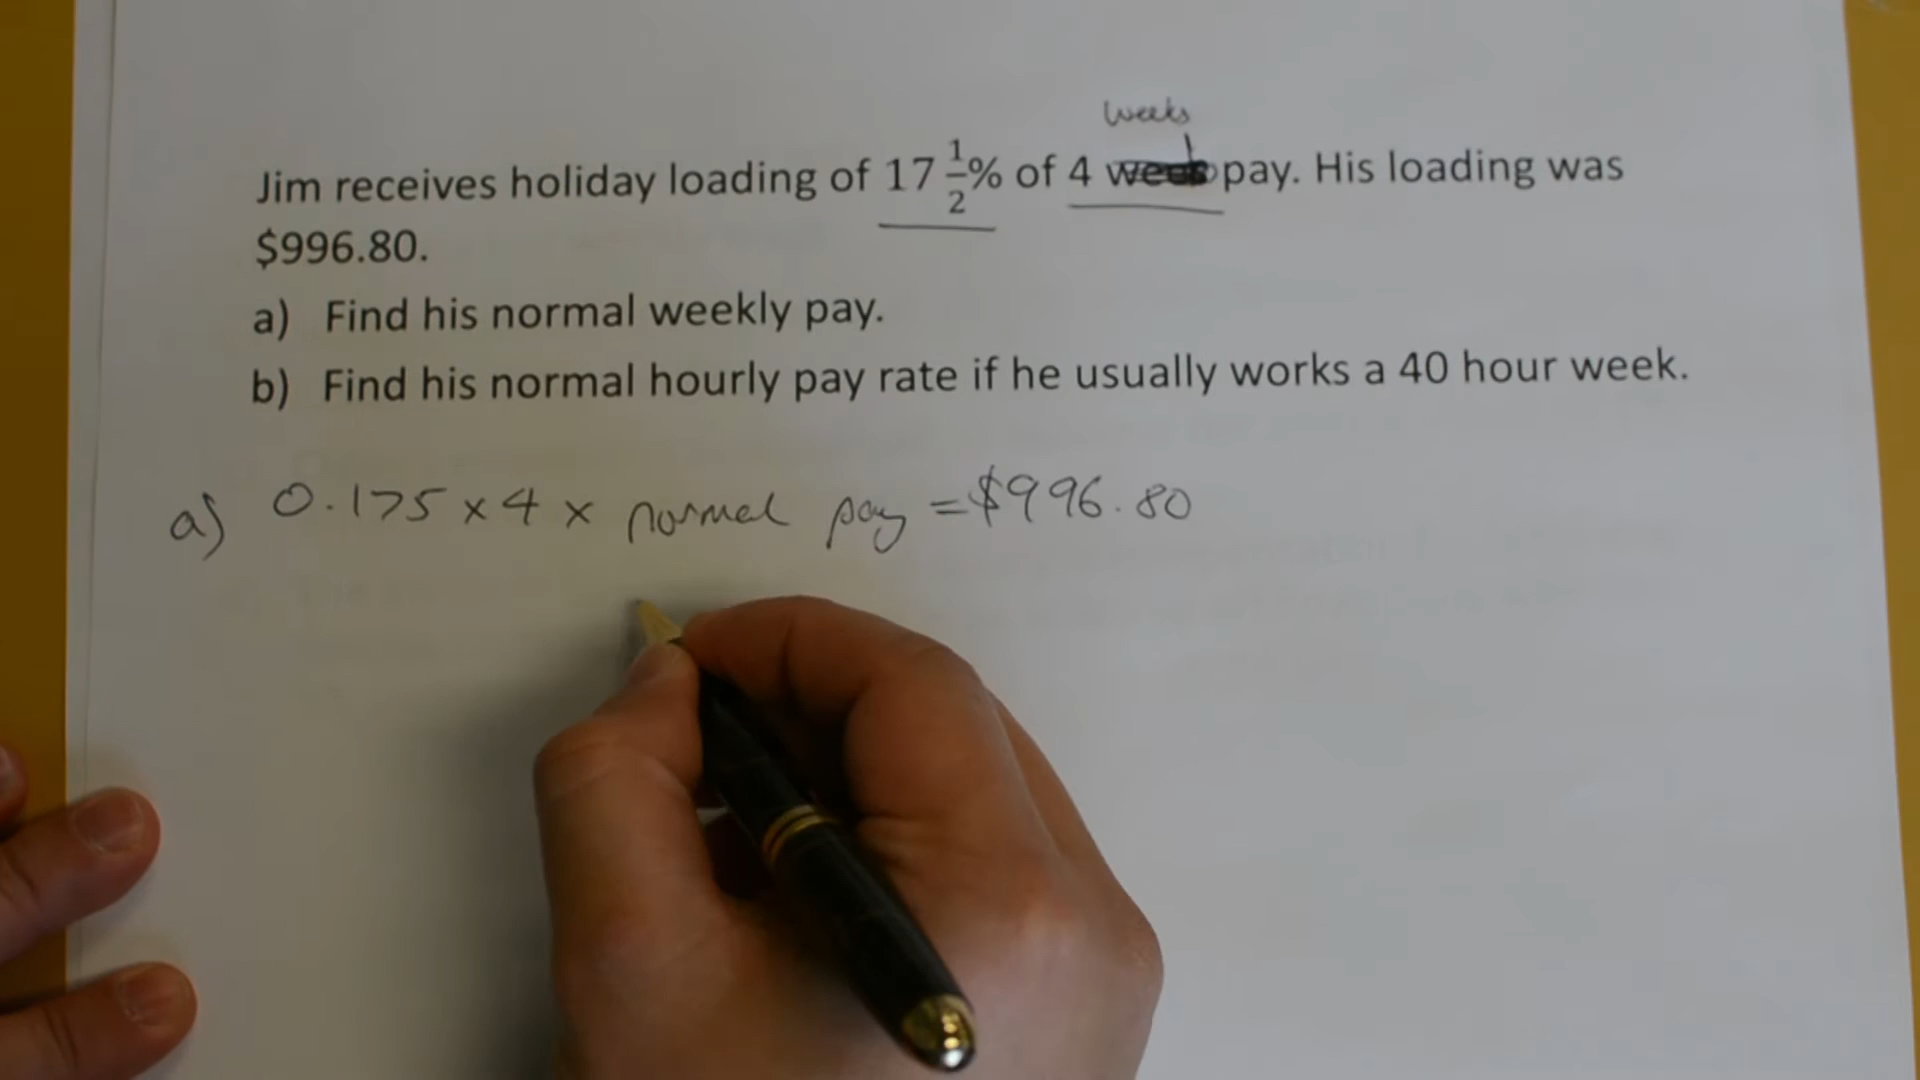 weeks
Jim receives holiday loading of 17 1/2% of 4 pay. His loading was
$996.80.
a) Find his normal weekly pay.
b) Find his normal hourly pay rate if he usually works a 40 hour week.
a) 0.175 x 4 x normal pay = $996.80